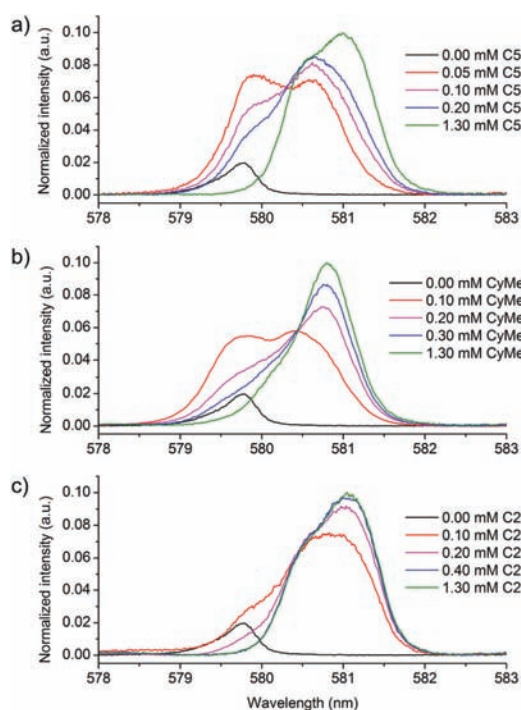 a)
0.10
0.08
0.06
0.04
0.02
0.00
Normalized intensity (a.u.)
0.00 mM C5
0.05 mM C5
0.10 mM C5
0.20 mM C5
1.30 mM C5
578 579 580 581 582 583
b)
0.10
0.08
0.06
0.04
0.02
0.00
Normalized intensity (a.u.)
0.00 mM CyMe
0.10 mM CyMe
0.20 mM CyMe
0.30 mM CyMe
1.30 mM CyMe
578 579 580 581 582 583
c)
0.10
0.08
0.06
0.04
0.02
0.00
Normalized intensity (a.u.)
0.00 mM C2
0.10 mM C2
0.20 mM C2
0.40 mM C2
1.30 mM C2
578 579 580 581 582 583
Wavelength (nm)